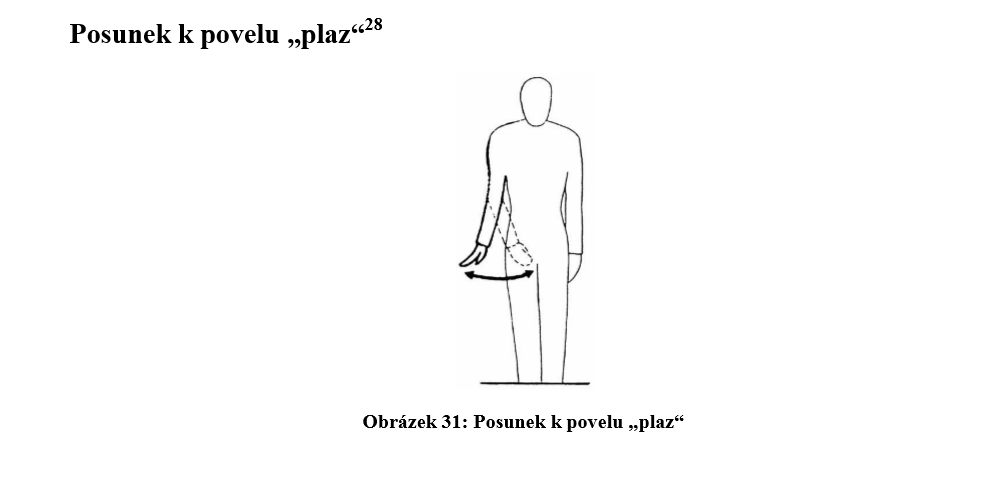 Posunek k povelu „plaz“28
Obrázek 31: Posunek k povelu „plaz“